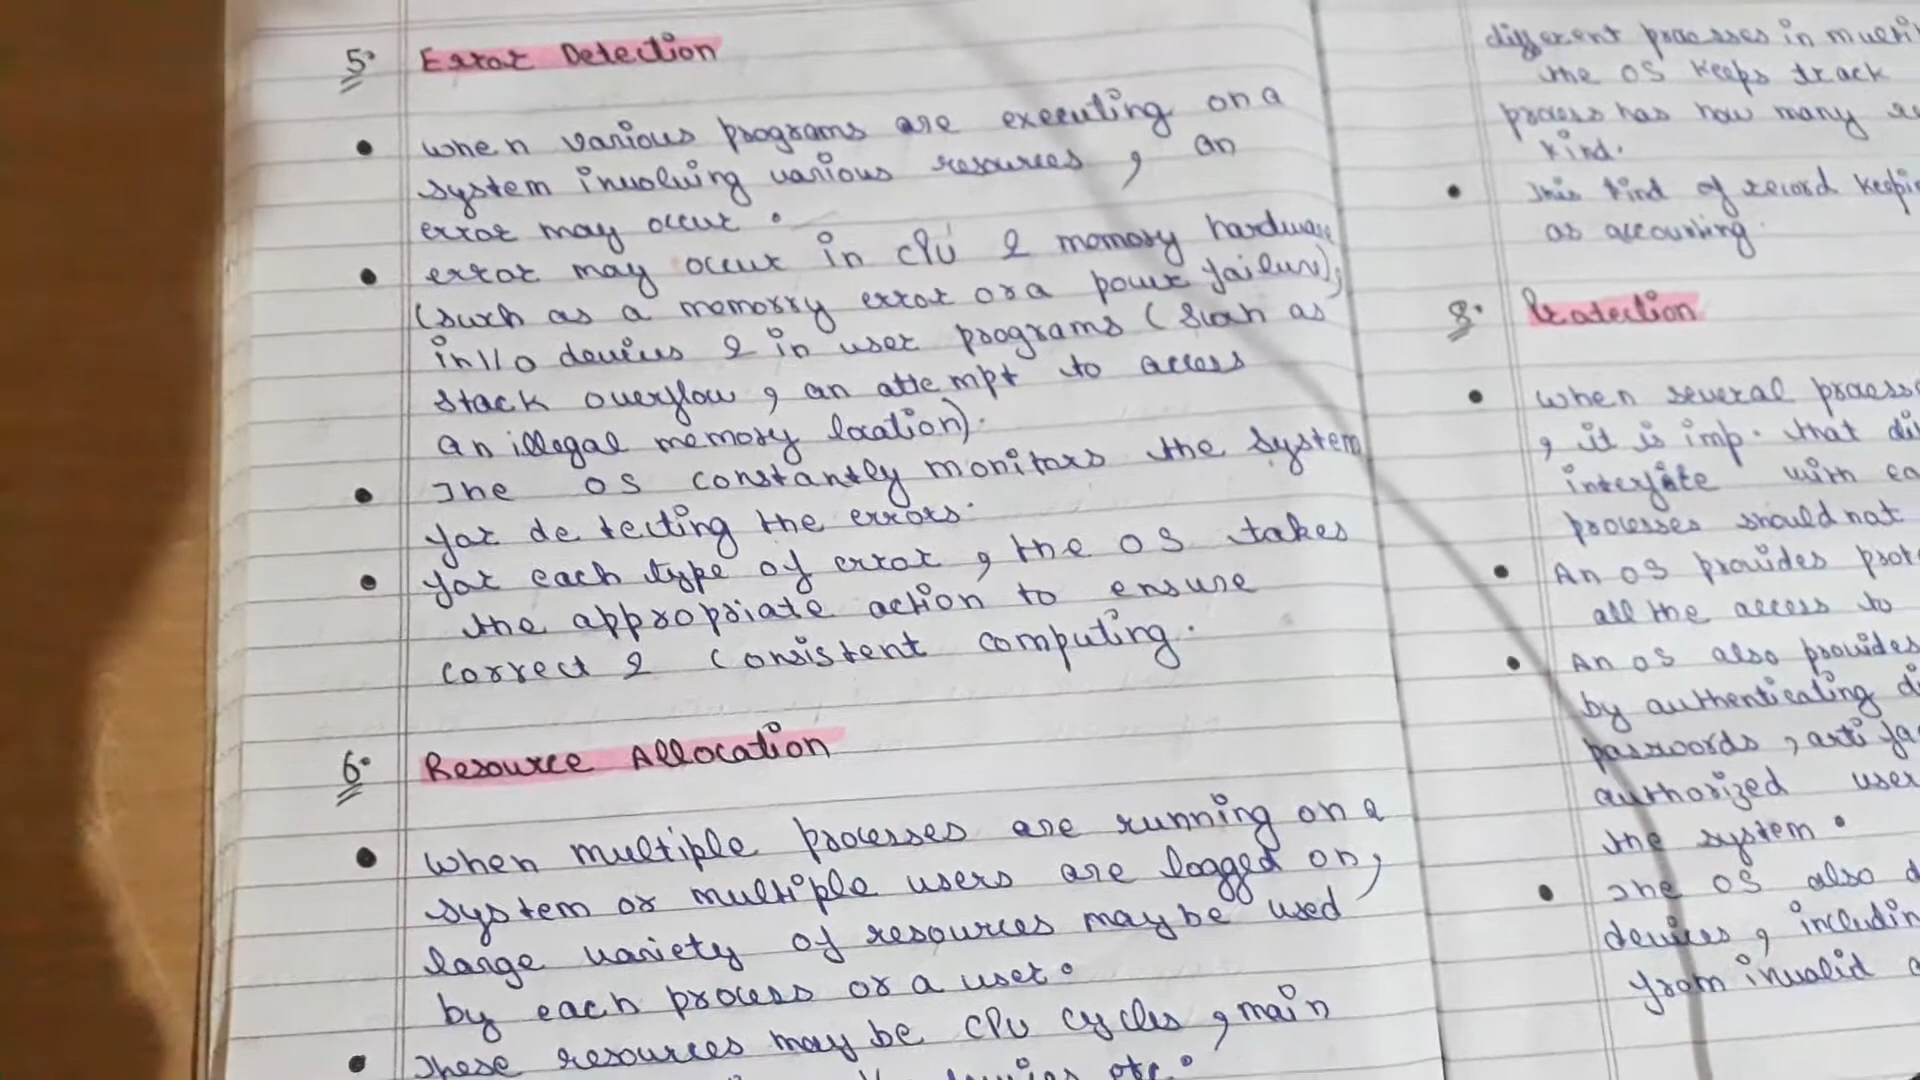 5. Error Detection
• when various programs are executing on a
system involving various resources, an
error may occur.
• error may occur in CPU & memory hardware
(such as a memorry error or a power failure),
in I/O devices & in user programs (such as
stack overflow, an attempt to access
an illegal memory location).
• The OS constantly monitors the system
for detecting the errors.
• for each type of error, the OS takes
the appropriate action to ensure
correct & consistent computing.
6. Resource Allocation
• when multiple processes are running on a
system or multiple users are logged on,
large variety of resources may be used
by each process or a user.
• These resources may be CPU cycles, main
etc.
different processes in
the OS keeps track
process has how many
kind.
• This kind of record
as accounting.
8. Protection
• when several
, it is imp. that
with
processes should not
• An OS provides
all the access to
• An OS also provides
by authenticating
passwords,
authorized
the system.
• The OS also
devices,
from invalid